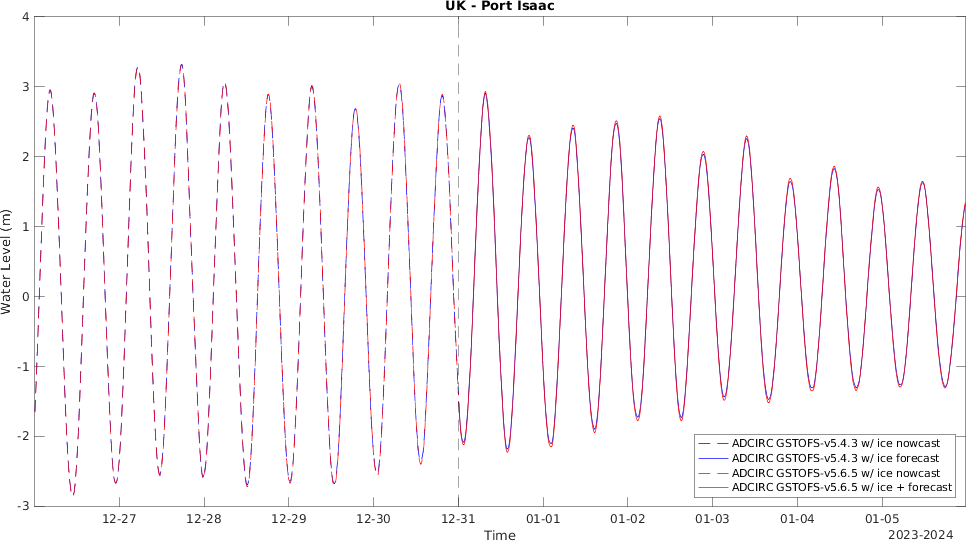 UK - Port Isaac
4
3
2
1
0
-1
-2
-3
Water Level (m)
ADCIRC GSTOFS-v5.4.3 w/ ice nowcast
ADCIRC GSTOFS-v5.4.3 w/ ice forecast
ADCIRC GSTOFS-v5.6.5 w/ ice nowcast
ADCIRC GSTOFS-v5.6.5 w/ ice + forecast
12-27 12-28 12-29 12-30 12-31 01-01 01-02 01-03 01-04 01-05
Time
2023-2024